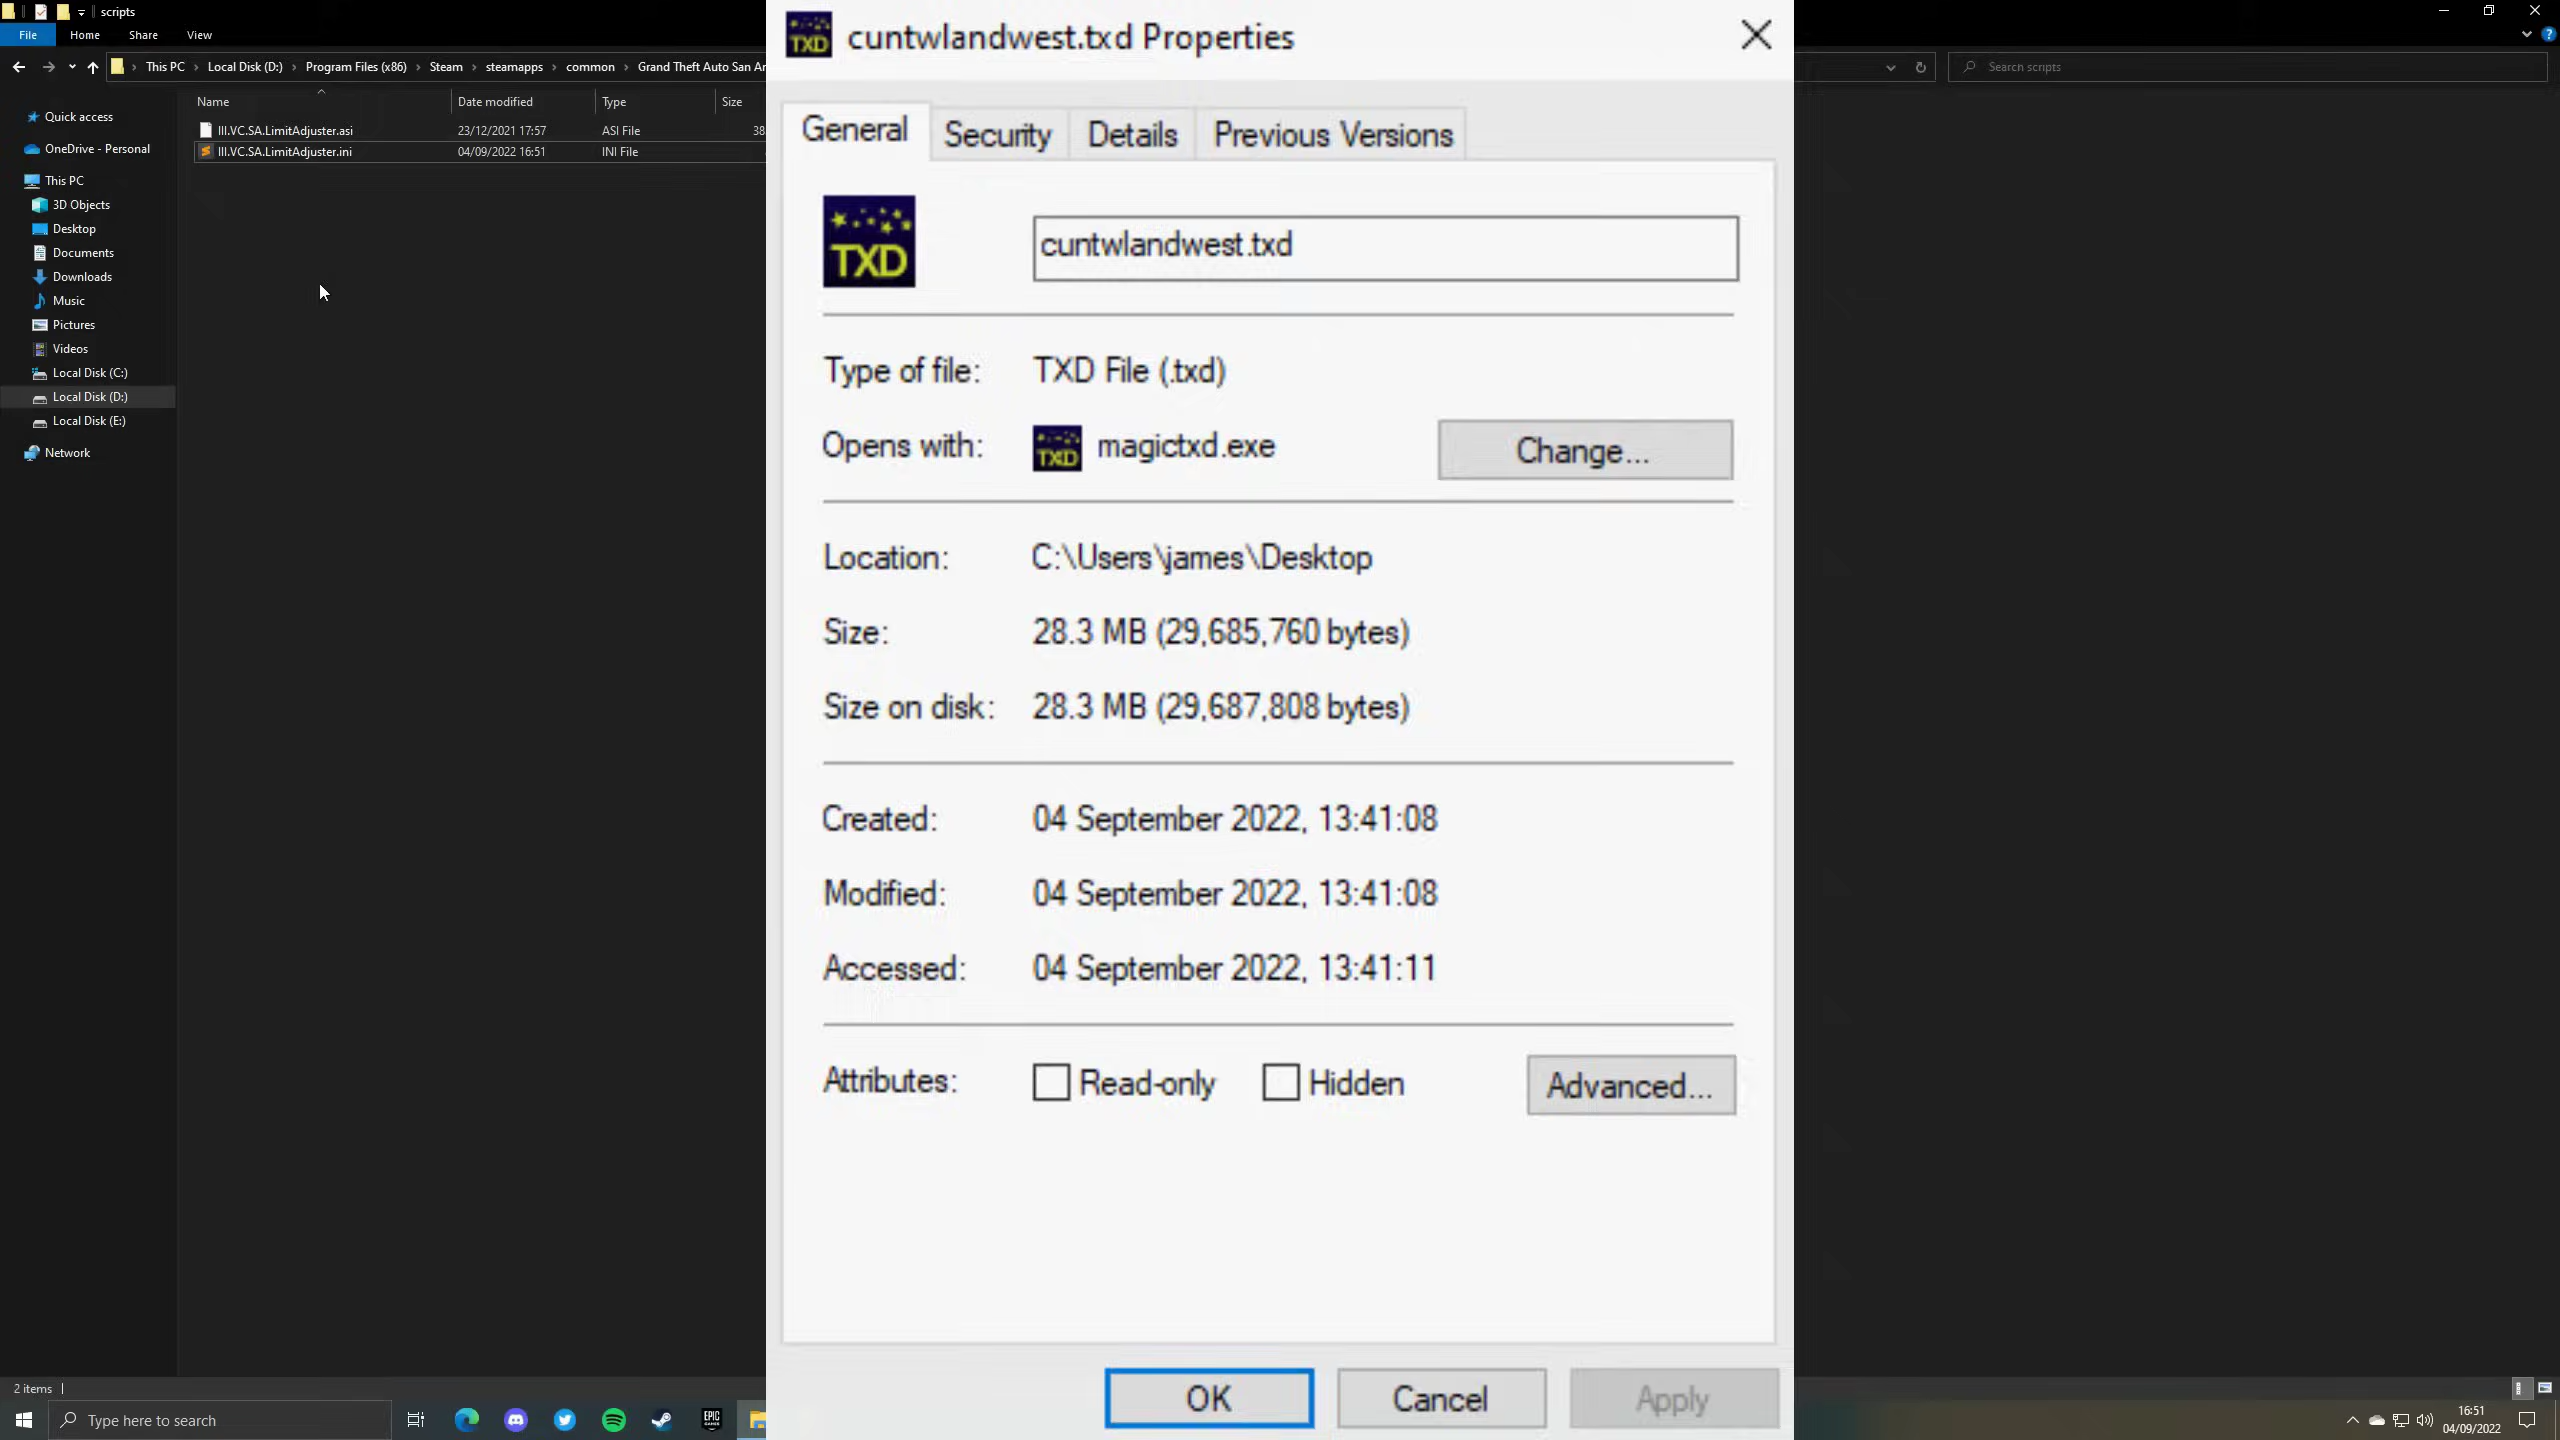 scripts
File Home Share View
This PC Local Disk (D:) Program Files (x86) Steam steamapps common Grand Theft Auto San Ar
Search scripts
Name Date modified Type Size
III.VC.SA.LimitAdjuster.asi 23/12/2021 17:57 ASI File 38
III.VC.SA.LimitAdjuster.ini 04/09/2022 16:51 INI File
Quick access
OneDrive - Personal
This PC
3D Objects
Desktop
Documents
Downloads
Music
Pictures
Videos
Local Disk (C:)
Local Disk (D:)
Local Disk (E:)
Network
2 items
TXD cuntwlandwest.txd Properties
General Security Details Previous Versions
TXD cuntwlandwest.txd
Type of file: TXD File (.txd)
Opens with: TXD magictxd.exe Change...
Location: C:\Users\james\Desktop
Size: 28.3 MB (29,685,760 bytes)
Size on disk: 28.3 MB (29,687,808 bytes)
Created: 04 September 2022, 13:41:08
Modified: 04 September 2022, 13:41:08
Accessed: 04 September 2022, 13:41:11
Attributes: Read-only Hidden Advanced...
OK Cancel Apply
Type here to search
EPIC GAMES
16:51
04/09/2022